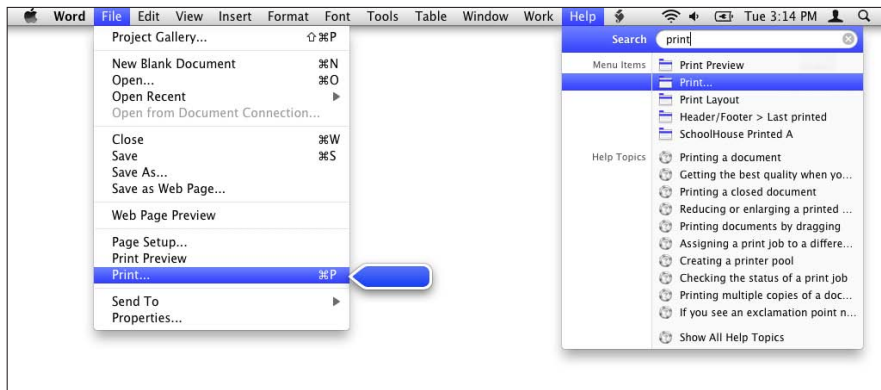 Word File Edit View Insert Format Font Tools Table Window Work Help Tue 3:14 PM
Project Gallery... ⇧⌘P
New Blank Document ⌘N
Open... ⌘O
Open Recent ▶
Open from Document Connection...
Close ⌘W
Save ⌘S
Save As...
Save as Web Page...
Web Page Preview
Page Setup...
Print Preview
Print... ⌘P
Send To ▶
Properties...
Search print
Menu Items Print Preview
Print...
Print Layout
Header/Footer > Last printed
SchoolHouse Printed A
Help Topics Printing a document
Getting the best quality when yo...
Printing a closed document
Reducing or enlarging a printed ...
Printing documents by dragging
Assigning a print job to a differe...
Creating a printer pool
Checking the status of a print job
Printing multiple copies of a doc...
If you see an exclamation point n...
Show All Help Topics